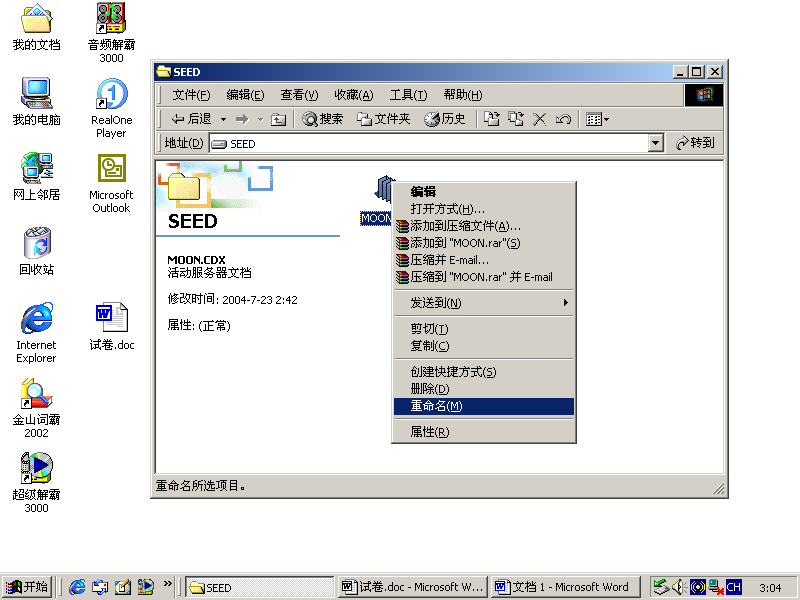 我的文档
音频解霸
3000
我的电脑
RealOne
Player
网上邻居
Microsoft
Outlook
回收站
Internet
Explorer
试卷.doc
金山词霸
2002
超级解霸
3000
SEED
文件(F) 编辑(E) 查看(V) 收藏(A) 工具(T) 帮助(H)
后退 搜索 文件夹 历史
地址(D) SEED 转到
SEED
MOON.CDX
活动服务器文档
修改时间: 2004-7-23 2:42
属性: (正常)
MOON
编辑
打开方式(H)...
添加到压缩文件(A)...
添加到 "MOON.rar"(S)
压缩并 E-mail...
压缩到 "MOON.rar" 并 E-mail
发送到(N)
剪切(T)
复制(C)
创建快捷方式(S)
删除(D)
重命名(M)
属性(R)
重命名所选项目。
开始 » SEED 试卷.doc - Microsoft W... 文档 1 - Microsoft Word CH 3:04